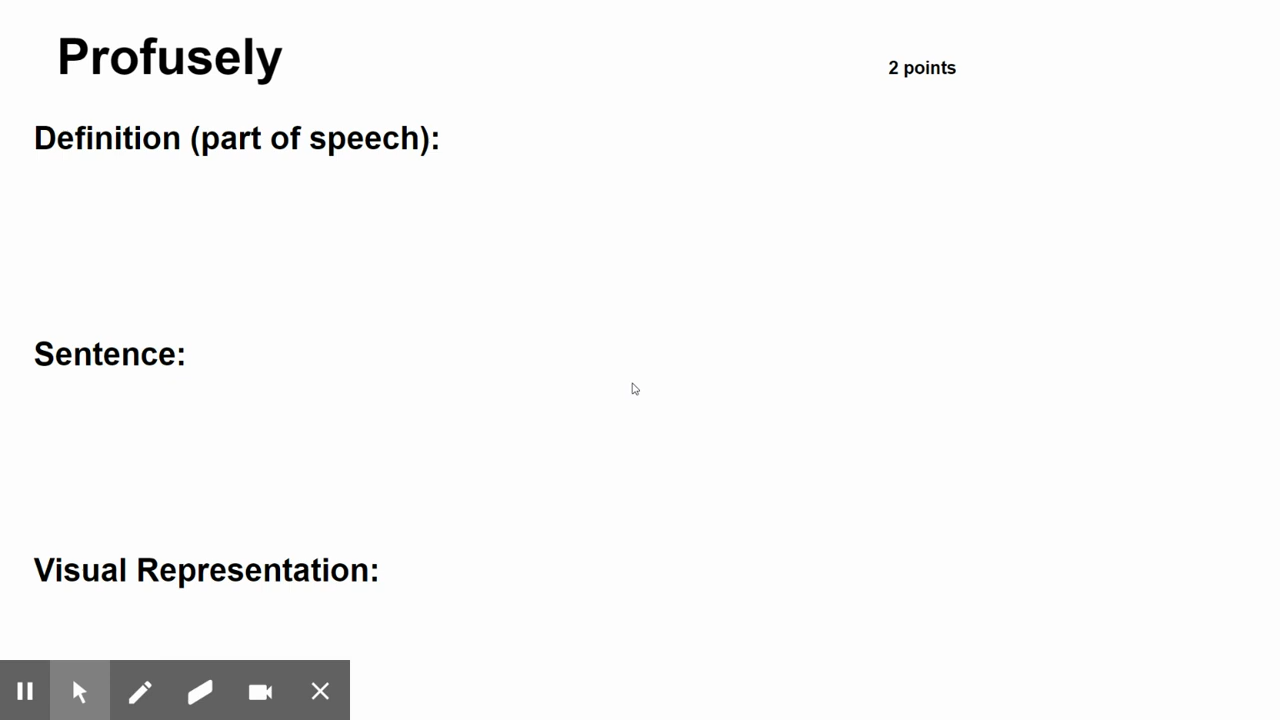 Profusely
2 points
Definition (part of speech):
Sentence:
Visual Representation: